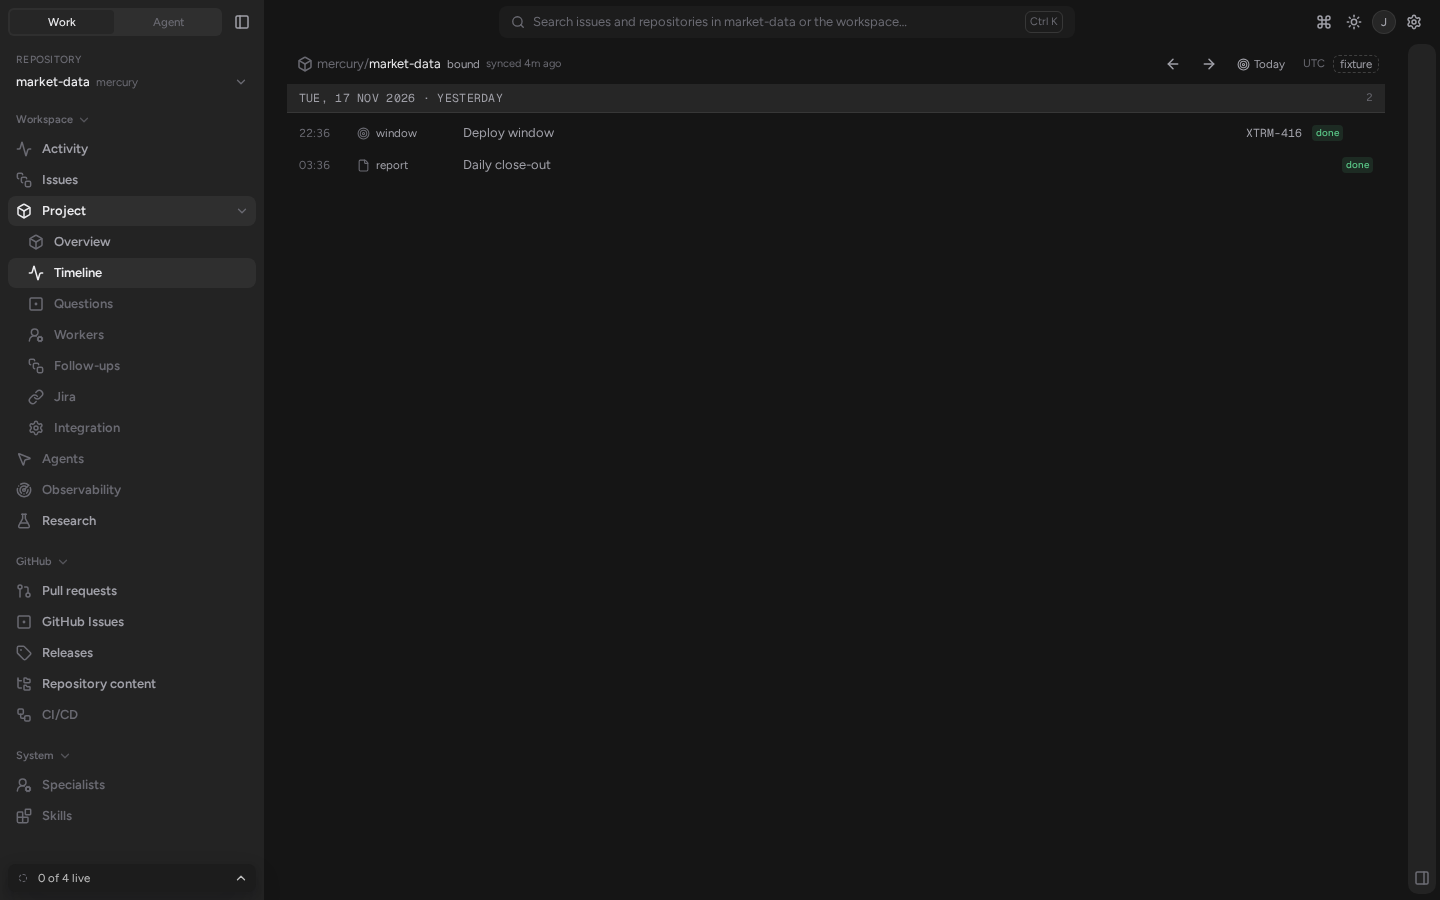 Work Agent
Search issues and repositories in market-data or the workspace... Ctrl K
J
REPOSITORY
market-data mercury
mercury/market-data bound synced 4m ago
Today UTC fixture
TUE, 17 NOV 2026 · YESTERDAY 2
22:36 window Deploy window XTRM-416 done
03:36 report Daily close-out done
Workspace
Activity
Issues
Project
Overview
Timeline
Questions
Workers
Follow-ups
Jira
Integration
Agents
Observability
Research
GitHub
Pull requests
GitHub Issues
Releases
Repository content
CI/CD
System
Specialists
Skills
0 of 4 live